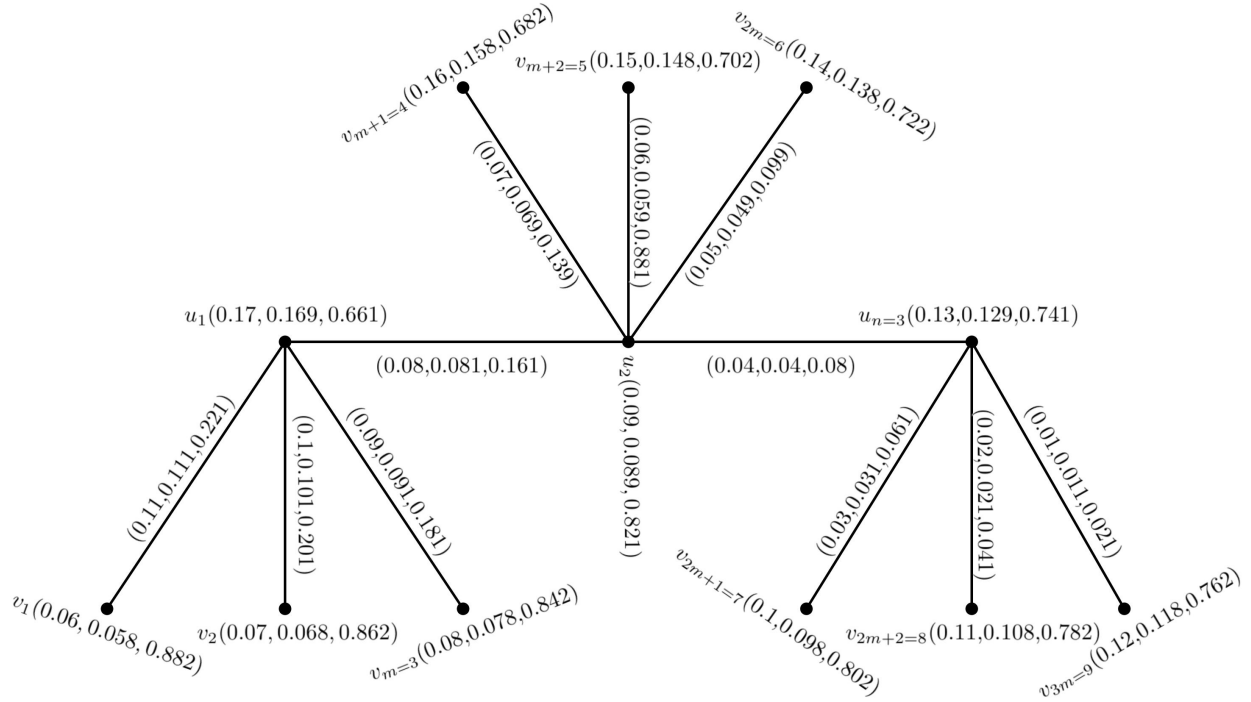 v_{m+1=4}(0.16,0.158,0.682)
v_{m+2=5}(0.15,0.148,0.702)
v_{2m=6}(0.14,0.138,0.722)
(0.07,0.069,0.139)
(0.06,0.059,0.881)
(0.05,0.049,0.099)
u_1(0.17, 0.169, 0.661)
u_{n=3}(0.13,0.129,0.741)
(0.08,0.081,0.161)
u_2(0.09, 0.089, 0.821)
(0.04,0.04,0.08)
(0.11,0.111,0.221)
(0.1,0.101,0.201)
(0.09,0.091,0.181)
(0.03,0.031,0.061)
(0.02,0.021,0.041)
(0.01,0.011,0.021)
v_1(0.06, 0.058, 0.882)
v_2(0.07, 0.068, 0.862)
v_{m=3}(0.08,0.078,0.842)
v_{2m+1=7}(0.1,0.098,0.802)
v_{2m+2=8}(0.11,0.108,0.782)
v_{3m=9}(0.12,0.118,0.762)